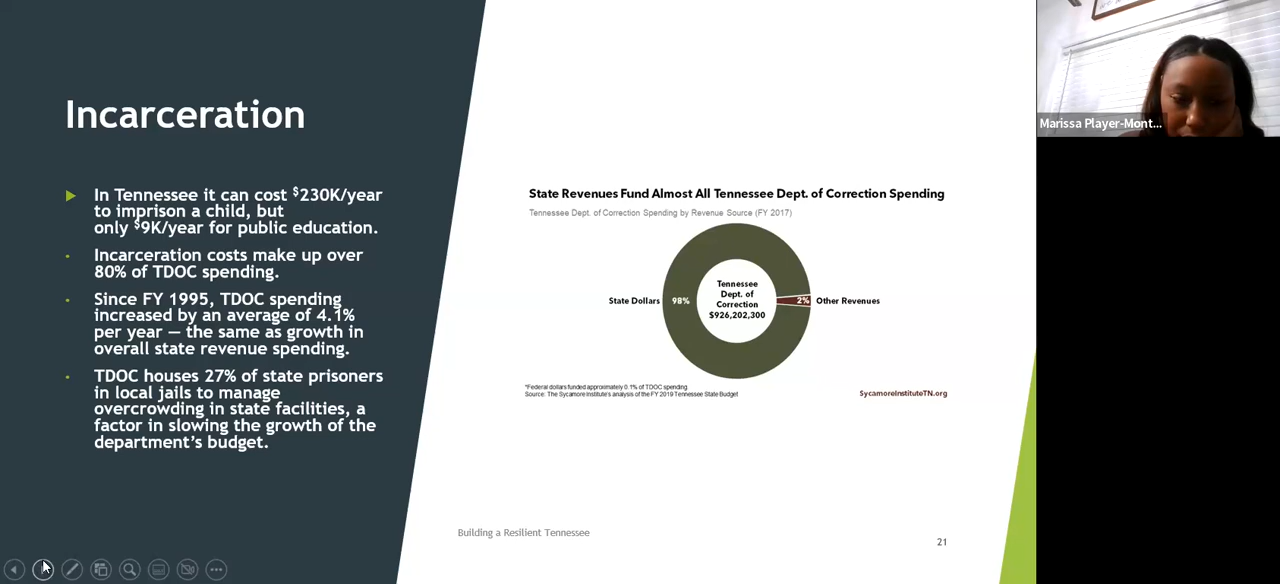 Incarceration
In Tennessee it can cost $230K/year
to imprison a child, but
only $9K/year for public education.
Incarceration costs make up over
80% of TDOC spending.
Since FY 1995, TDOC spending
increased by an average of 4.1%
per year — the same as growth in
overall state revenue spending.
TDOC houses 27% of state prisoners
in local jails to manage
overcrowding in state facilities, a
factor in slowing the growth of the
department's budget.
State Revenues Fund Almost All Tennessee Dept. of Correction Spending
Tennessee Dept. of Correction Spending by Revenue Source (FY 2017)
Tennessee
Dept. of
Correction
$926,202,300
State Dollars 98%
2% Other Revenues
*Federal dollars funded approximately 0.1% of TDOC spending.
Source: The Sycamore Institute's analysis of the FY 2019 Tennessee State Budget
SycamoreInstituteTN.org
Building a Resilient Tennessee
21
Marissa Player-Mont...